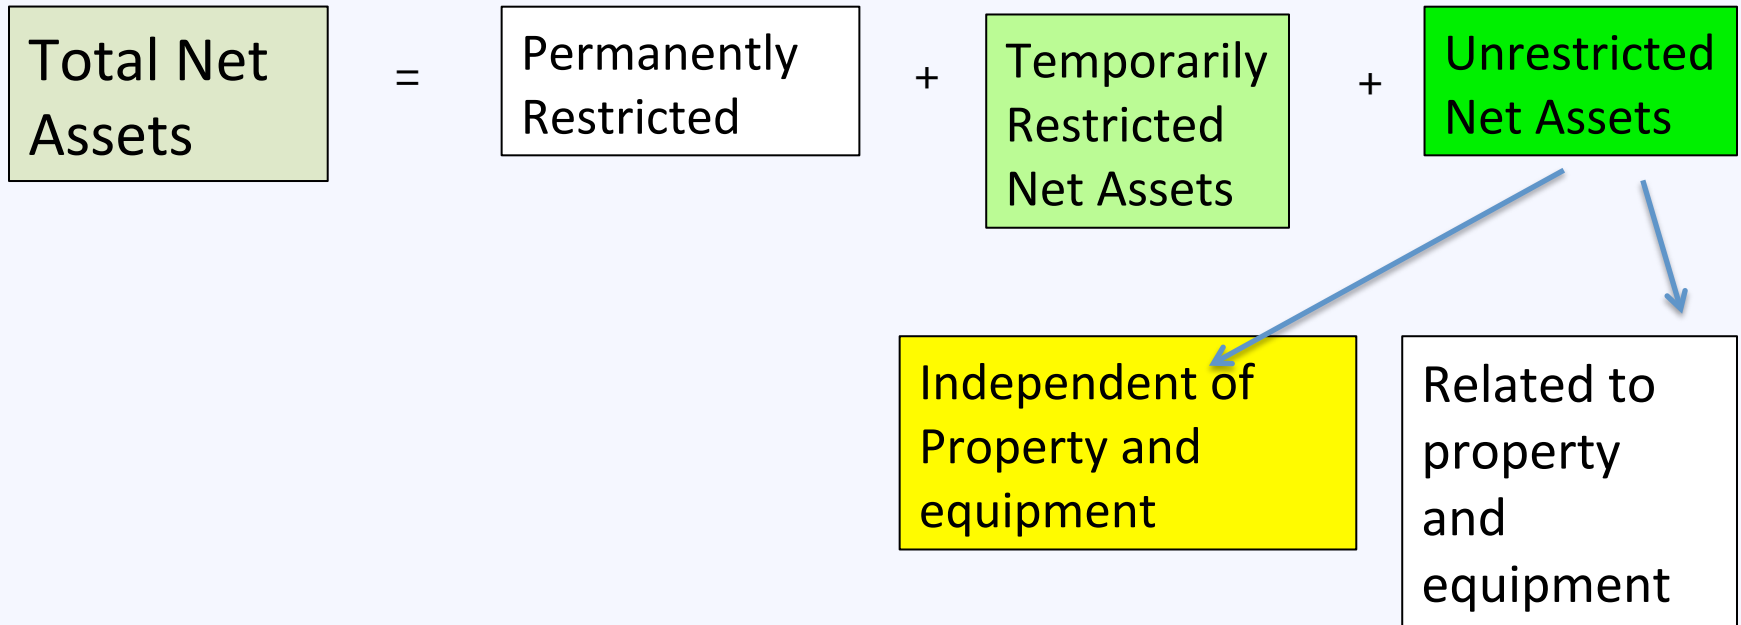 Total Net
Assets
=
Permanently
Restricted
+
Temporarily
Restricted
Net Assets
+
Unrestricted
Net Assets
Independent of
Property and
equipment
Related to
property
and
equipment